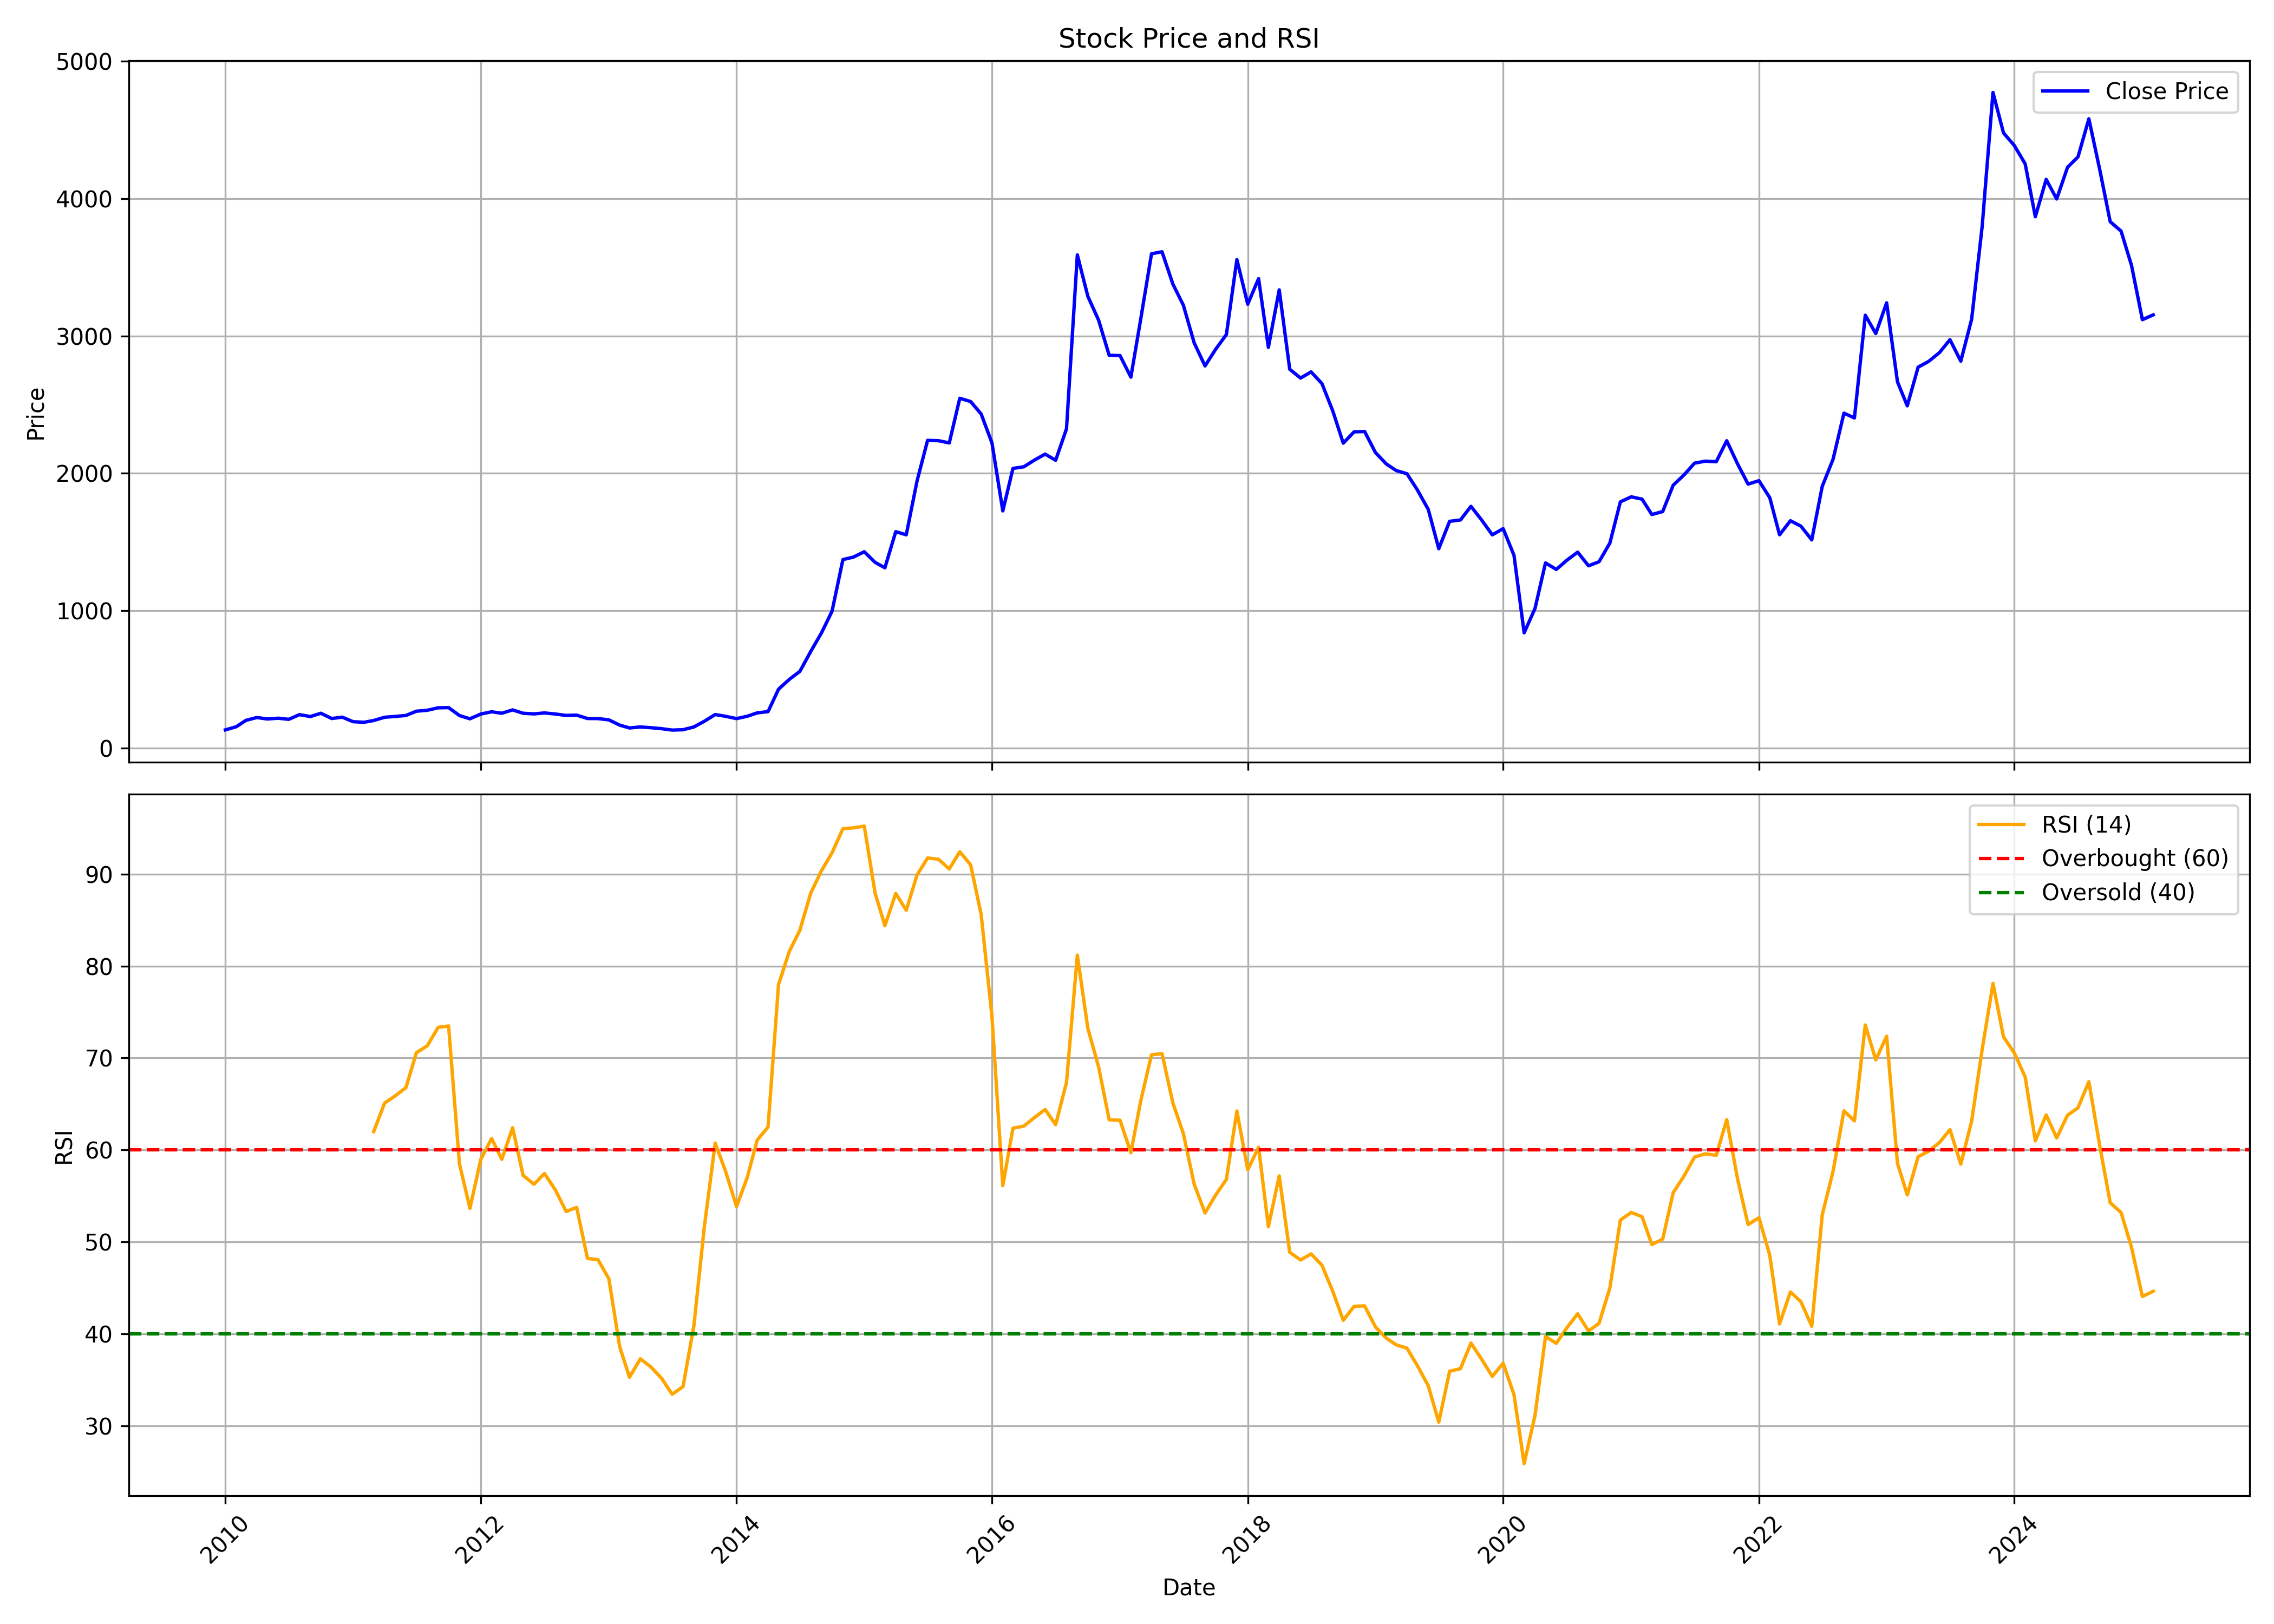 Stock Price and RSI
5000
4000
3000
2000
1000
0
Price
Close Price
90
80
70
60
50
40
30
RSI
RSI (14)
Overbought (60)
Oversold (40)
2010
2012
2014
2016
2018
2020
2022
2024
Date